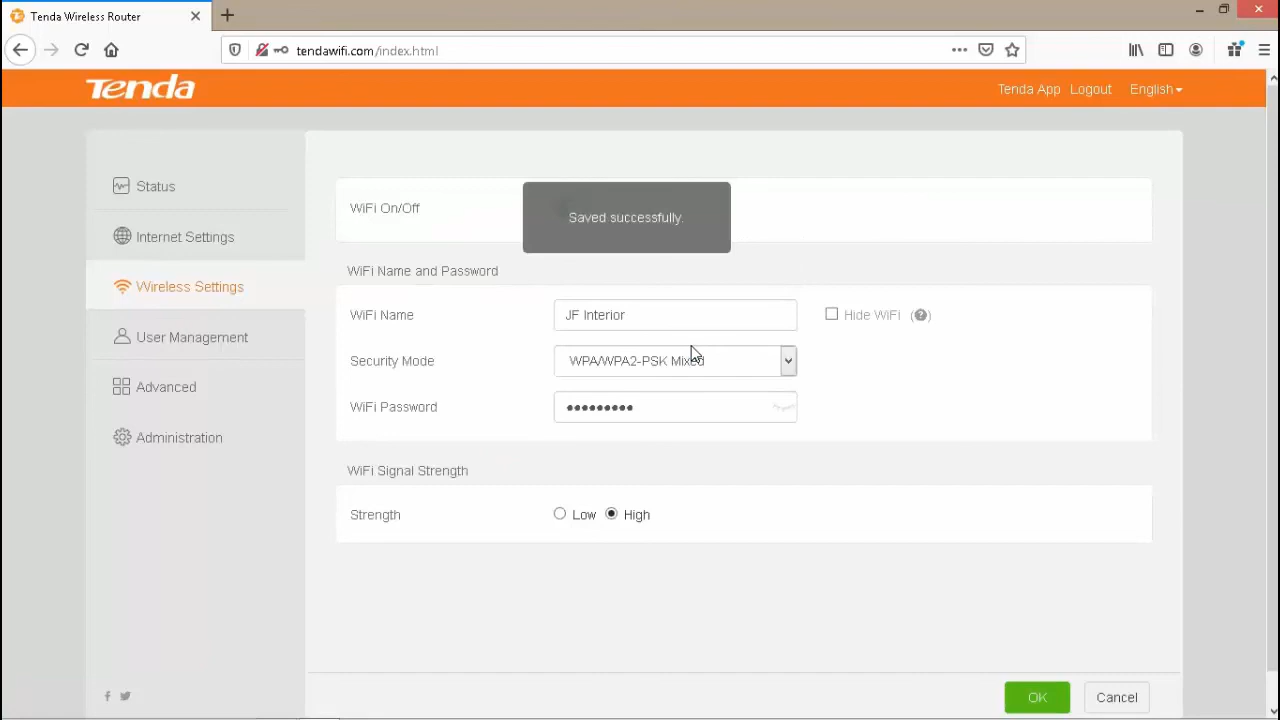 Tenda Wireless Router
tendawifi.com/index.html
Tenda
Tenda App Logout English
Status
Internet Settings
Wireless Settings
User Management
Advanced
Administration
WiFi On/Off
Saved successfully.
WiFi Name and Password
WiFi Name JF Interior Hide WiFi (?)
Security Mode WPA/WPA2-PSK Mixed
WiFi Password •••••••••
WiFi Signal Strength
Strength Low High
OK Cancel